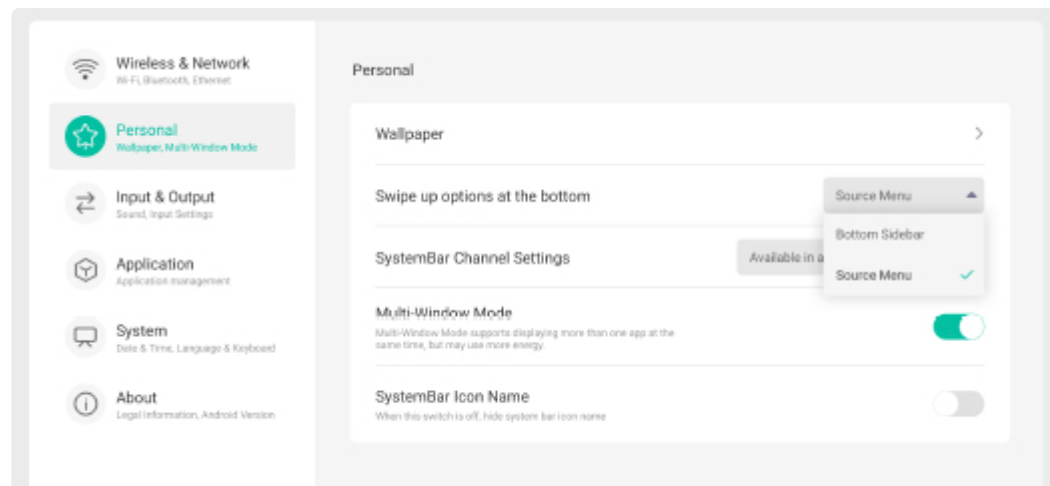 Wireless & Network
Wi-Fi, Bluetooth, Ethernet
Personal
Wallpaper, Multi-Window Mode
Input & Output
Sound, Input Settings
Application
Application management
System
Date & Time, Language & Keyboard
About
Legal Information, Android Version
Personal
Wallpaper
Swipe up options at the bottom
Source Menu
Bottom Sidebar
Source Menu
SystemBar Channel Settings
Available in a
Multi-Window Mode
Multi-Window Mode supports displaying more than one app at the
same time, but may use more energy.
SystemBar Icon Name
When this switch is off, hide system bar icon name